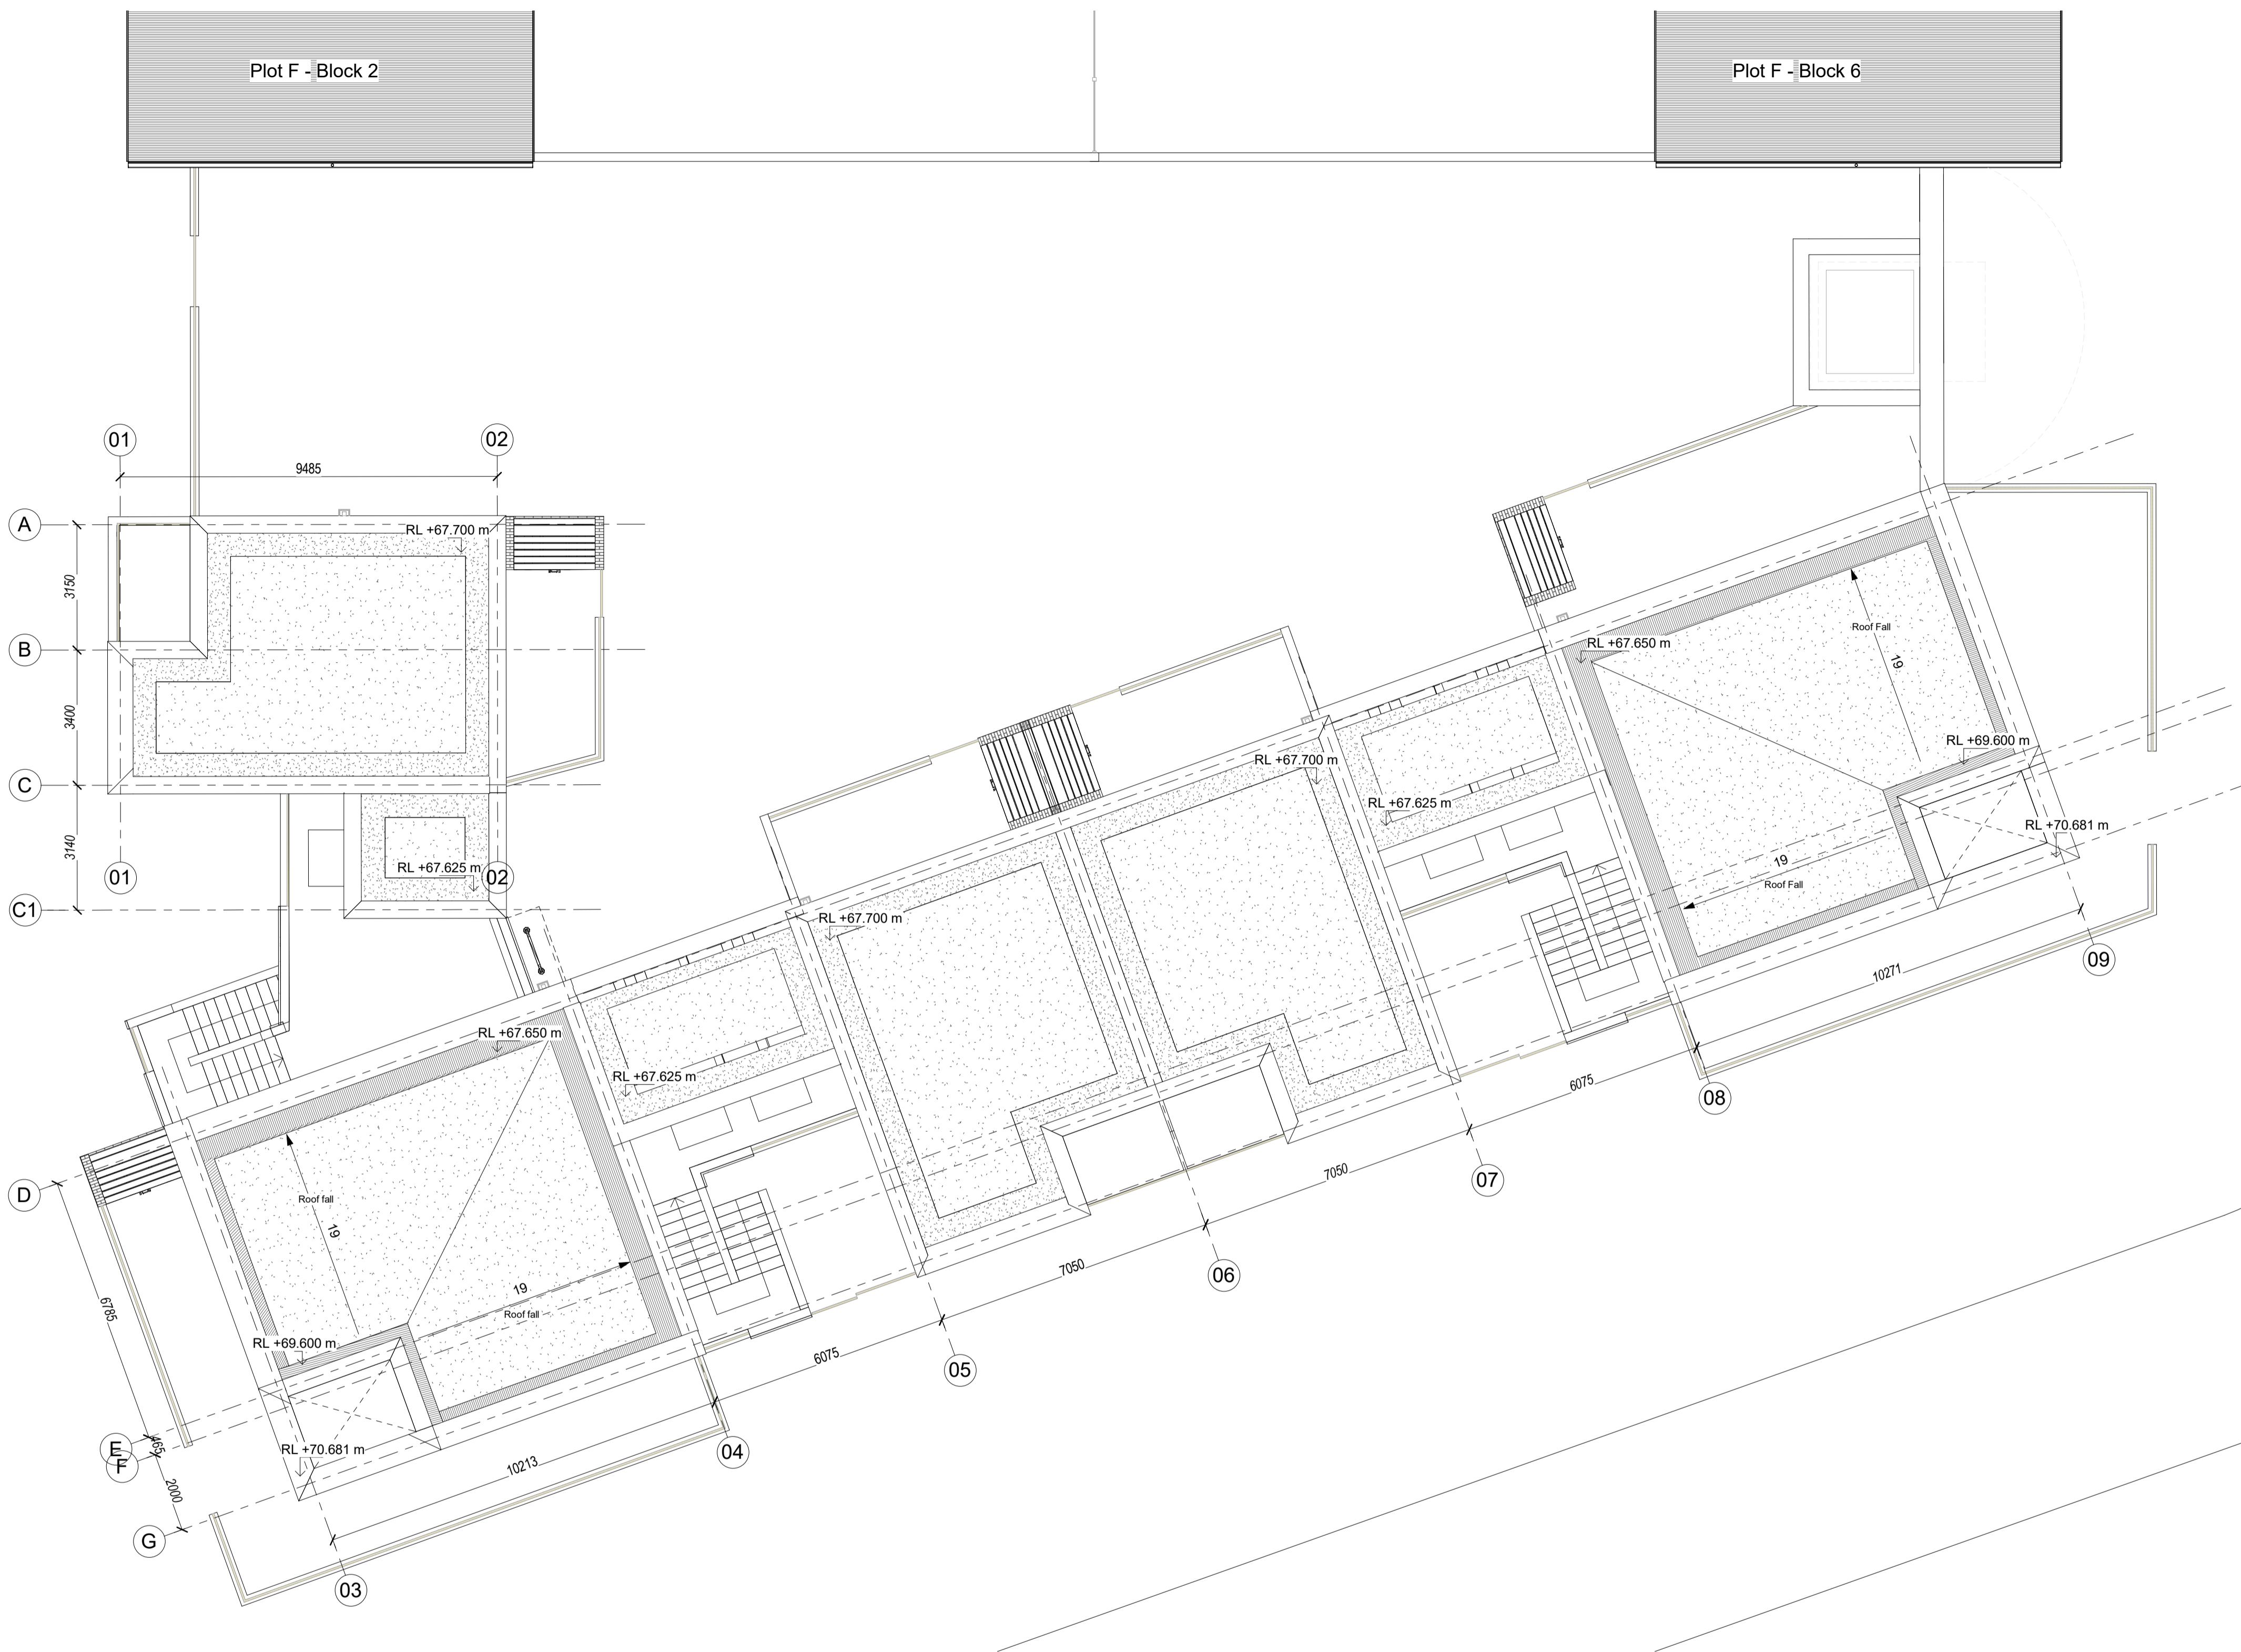 Plot F - Block 2
Plot F - Block 6
01
02
9485
A
RL +67.700 m
3150
Roof Fall
B
RL +67.650 m
19
3400
RL +69.600 m
RL +67.700 m
C
RL +67.625 m
RL +70.681 m
3140
19
RL +67.625 m
01
02
Roof Fall
C1
RL +67.700 m
09
10271
RL +67.650 m
RL +67.625 m
6075
08
7050
07
D
Roof fall
19
7050
06
6785
19
Roof fall
RL +69.600 m
6075
05
E
465
F
RL +70.681 m
04
10213
2000
G
03